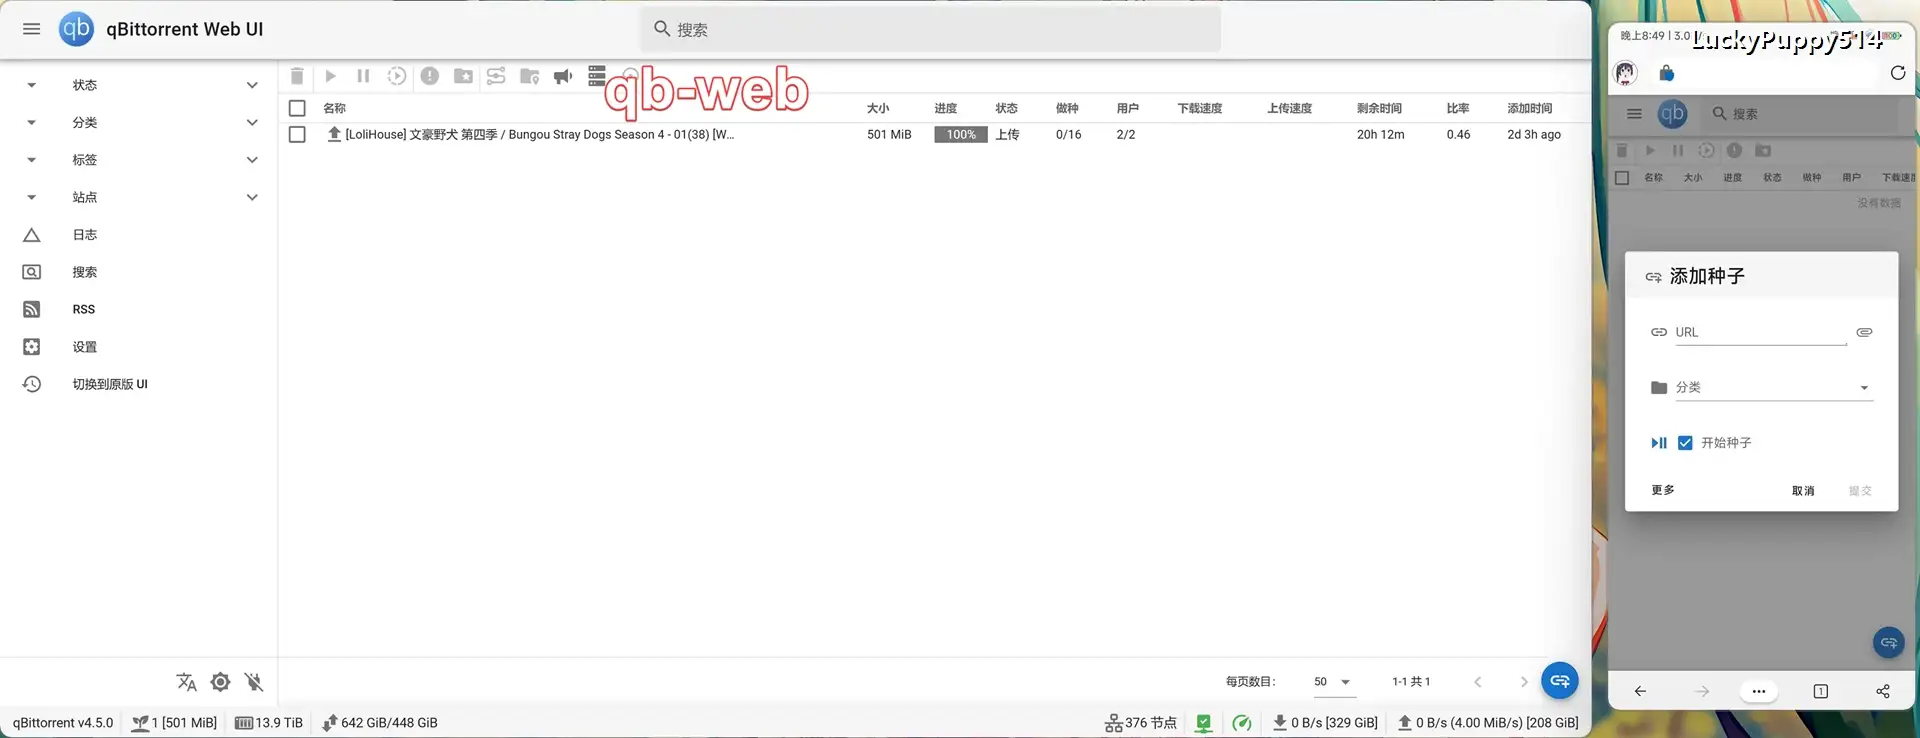 qBittorrent Web UI
搜索
qb-web
状态
分类
标签
站点
日志
搜索
RSS
设置
切换到原版 UI
名称 大小 进度 状态 做种 用户 下载速度 上传速度 剩余时间 比率 添加时间
[LoliHouse] 文豪野犬 第四季 / Bungou Stray Dogs Season 4 - 01(38) [W... 501 MiB 100% 上传 0/16 2/2 20h 12m 0.46 2d 3h ago
每页数目: 50 1-1 共 1
qBittorrent v4.5.0 1 [501 MiB] 13.9 TiB 642 GiB/448 GiB 376 节点 0 B/s [329 GiB] 0 B/s (4.00 MiB/s) [208 GiB]
晚上8:49 | 3.0
LuckyPuppy514
qb
搜索
名称 大小 进度 状态 做种 用户 下载速度
没有数据
添加种子
URL
分类
开始种子
更多 取消 提交
1